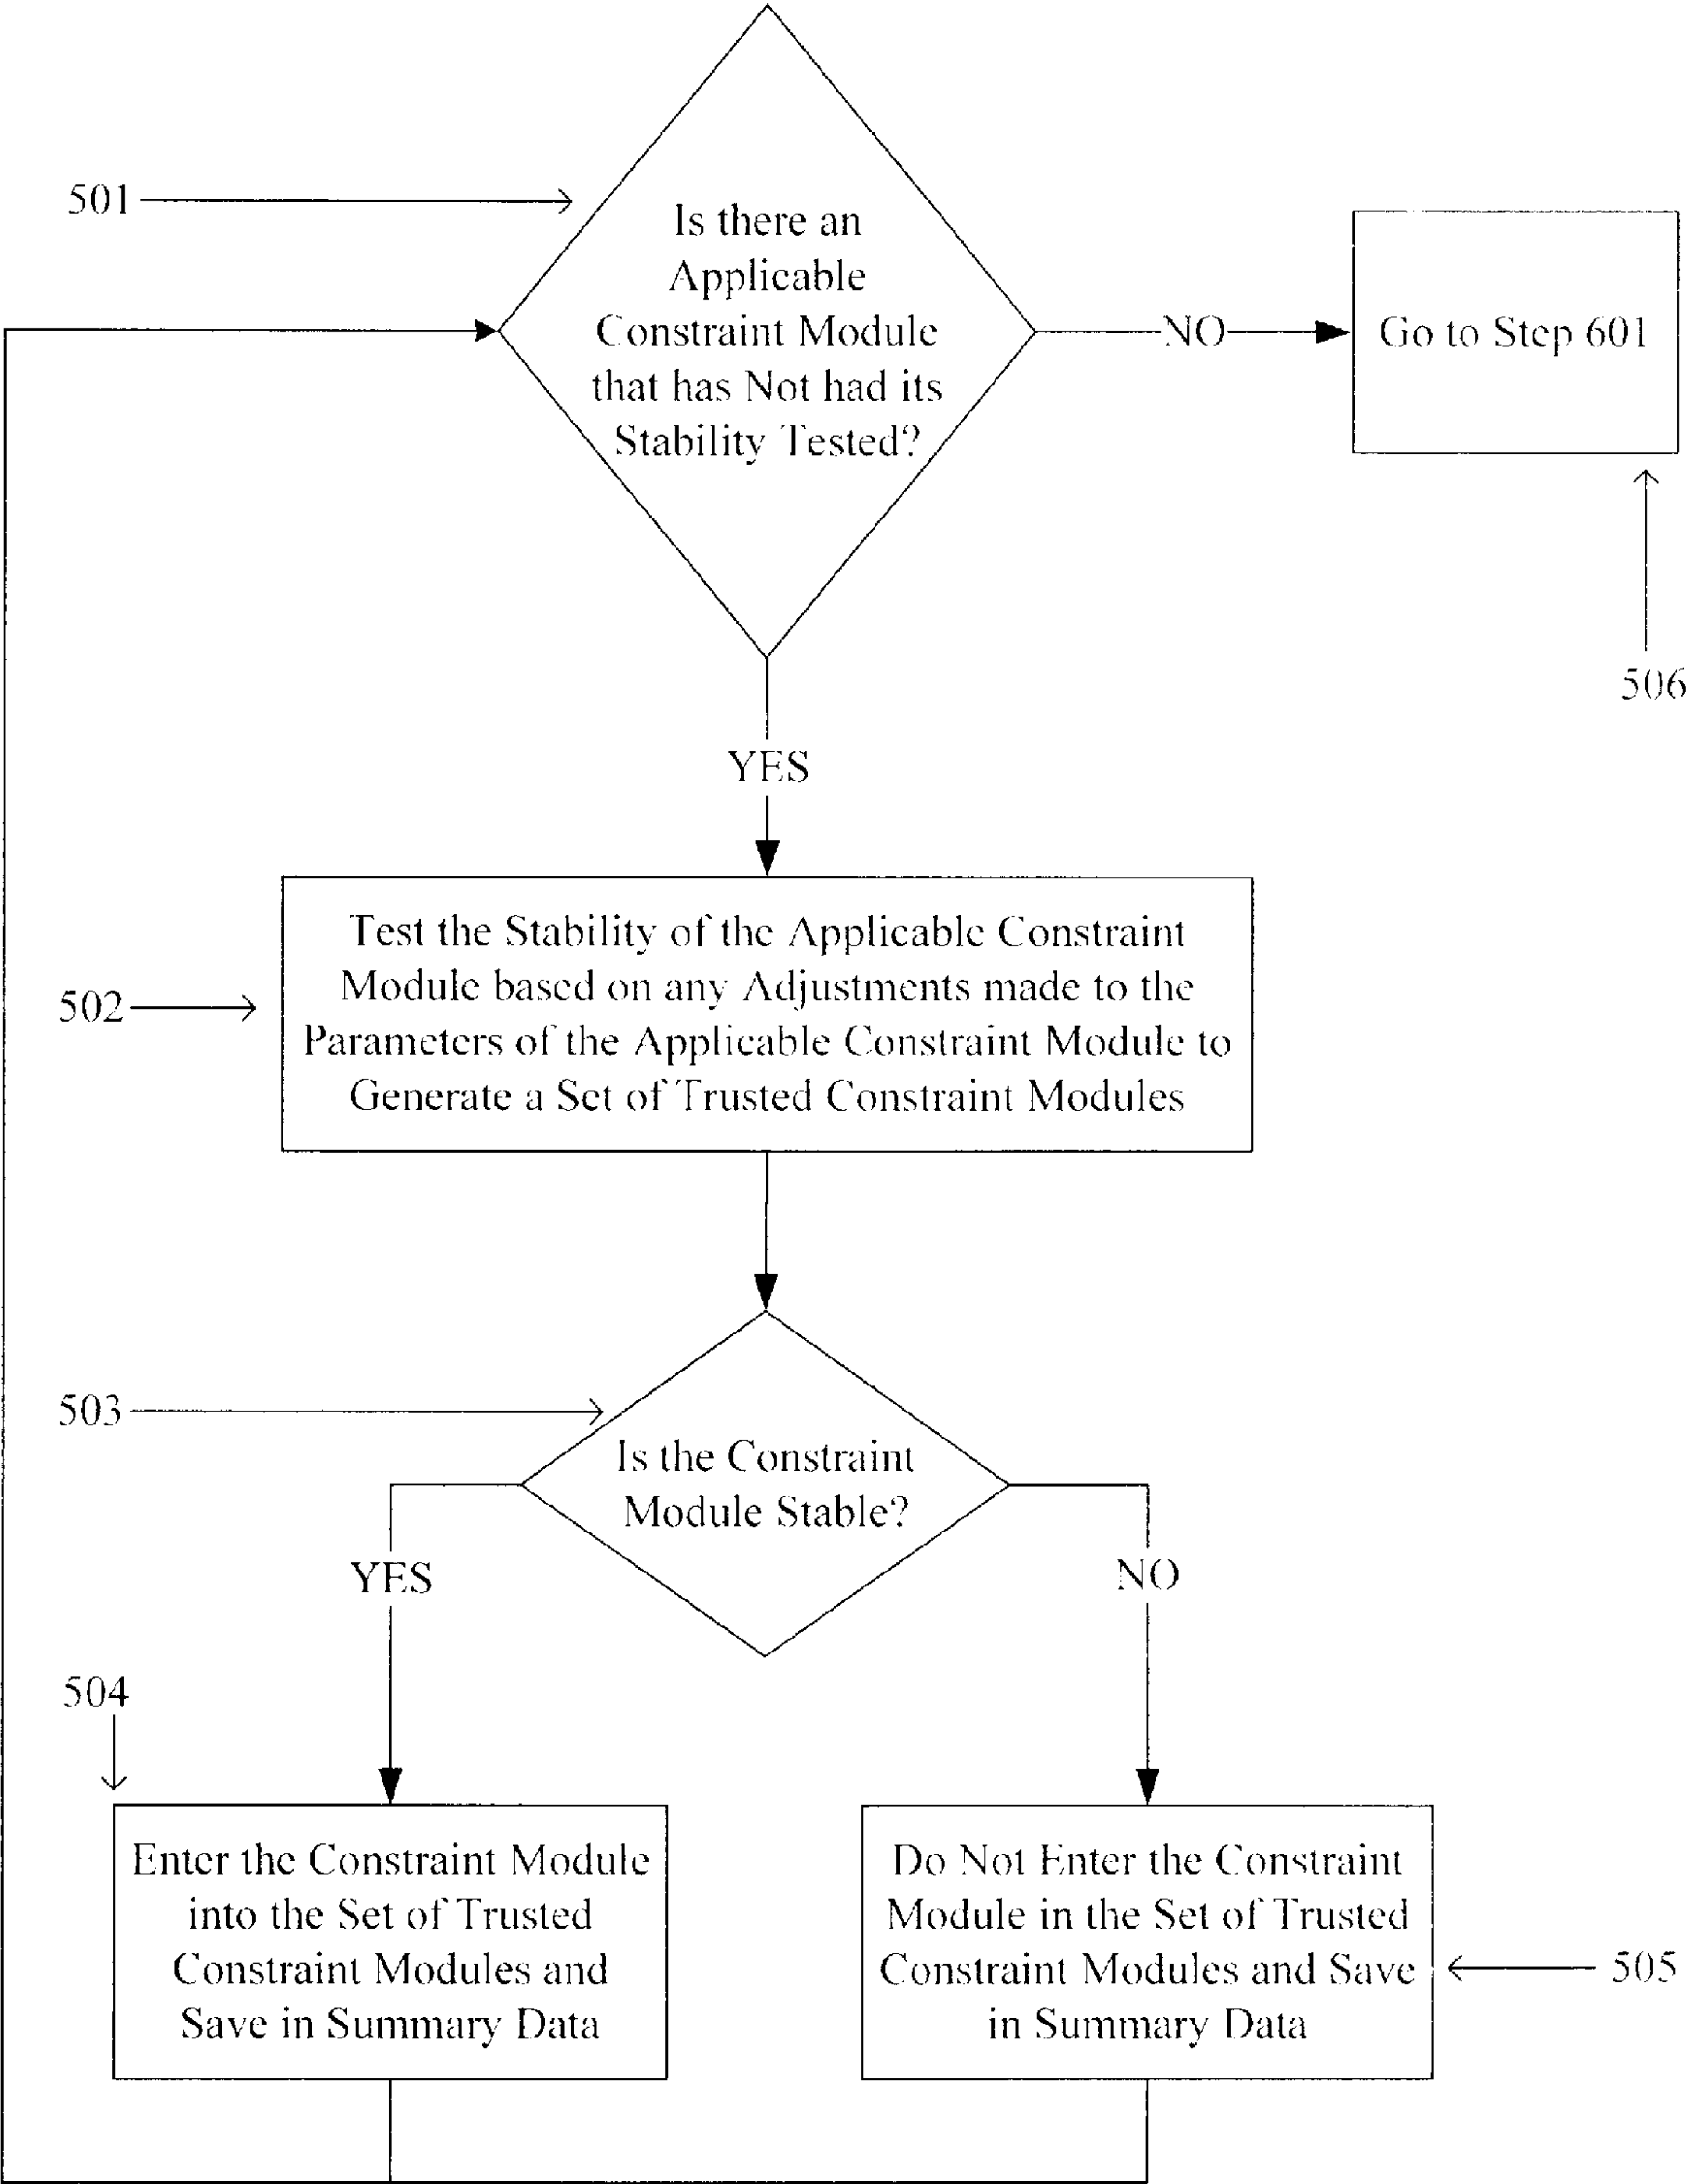 501
Is there an
Applicable
Constraint Module
that has Not had its
Stability Tested?
NO
Go to Step 601
506
YES
502
Test the Stability of the Applicable Constraint
Module based on any Adjustments made to the
Parameters of the Applicable Constraint Module to
Generate a Set of Trusted Constraint Modules
503
Is the Constraint
Module Stable?
YES
NO
504
Enter the Constraint Module
into the Set of Trusted
Constraint Modules and
Save in Summary Data
Do Not Enter the Constraint
Module in the Set of Trusted
Constraint Modules and Save
in Summary Data
505